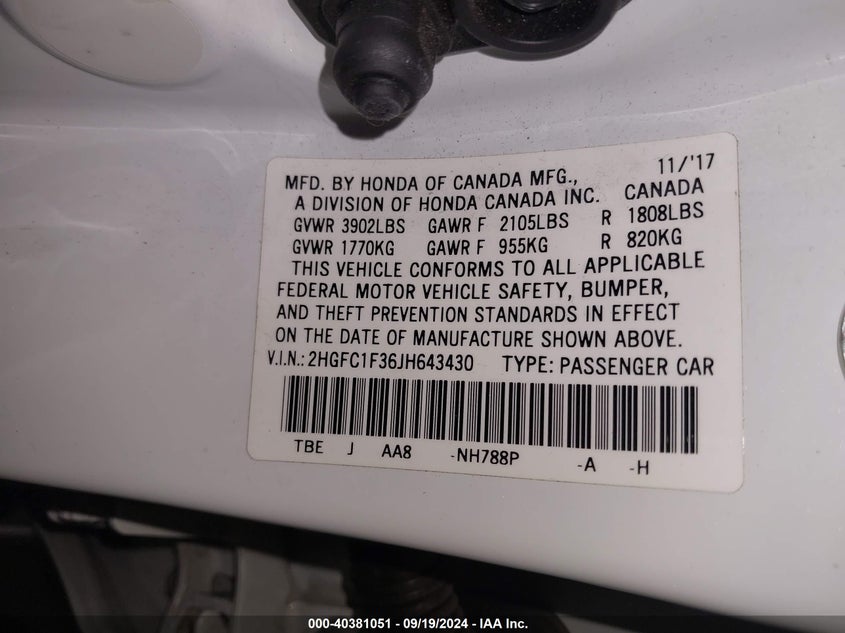 11/'17
MFD. BY HONDA OF CANADA MFG.,
A DIVISION OF HONDA CANADA INC. CANADA
GVWR 3902LBS GAWR F 2105LBS R 1808LBS
GVWR 1770KG GAWR F 955KG R 820KG
THIS VEHICLE CONFORMS TO ALL APPLICABLE
FEDERAL MOTOR VEHICLE SAFETY, BUMPER,
AND THEFT PREVENTION STANDARDS IN EFFECT
ON THE DATE OF MANUFACTURE SHOWN ABOVE.
V.I.N.: 2HGFC1F36JH643430 TYPE: PASSENGER CAR
TBE J AA8 -NH788P -A -H
000-40381051 / 09/19/2024 - IAA Inc.